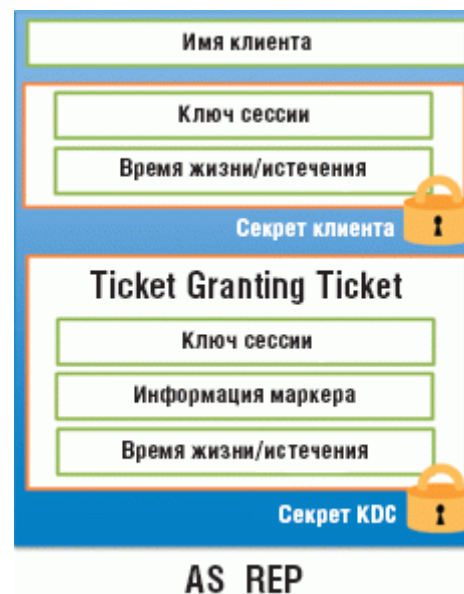 Имя клиента
Ключ сессии
Время жизни/истечения
Секрет клиента
Ticket Granting Ticket
Ключ сессии
Информация маркера
Время жизни/истечения
Секрет KDC
AS REP